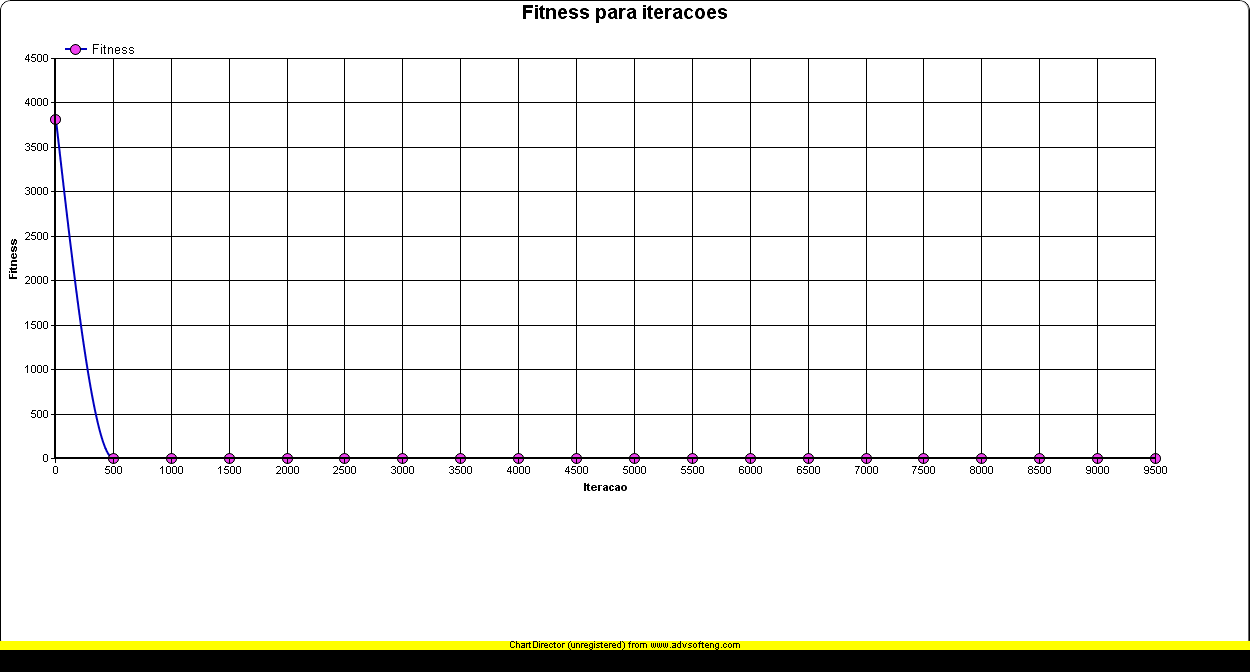 Fitness para iteracoes
Fitness
4500
4000
3500
3000
2500
2000
1500
1000
500
0
Fitness
0 500 1000 1500 2000 2500 3000 3500 4000 4500 5000 5500 6000 6500 7000 7500 8000 8500 9000 9500
Iteracao
ChartDirector (unregistered) from www.advsofteng.com